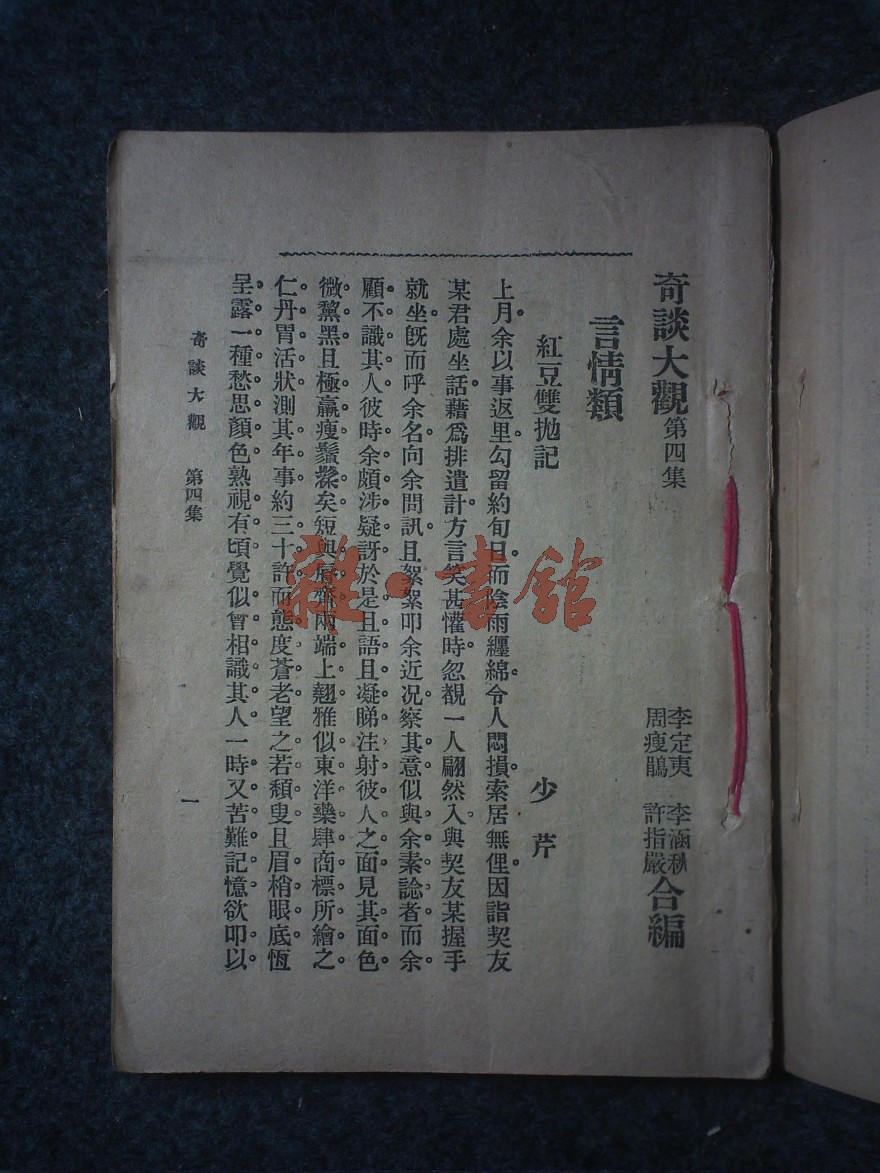 奇談大觀第四集
李定夷 李涵秋
周瘦鵑 許指嚴
合編
言情類
紅豆雙拋記 少芹
上月余以事返里勾留約旬日而陰雨纏綿令人悶損索居無俚因詣契友
某君處坐話藉爲排遣計方言笑甚懽時忽覩一人翩然入與契友某握手
就坐旣而呼余名向余問訊且絮絮叩余近况察其意似與余素諗者而余
顧不識其人彼時余頗涉疑訝於是且語且凝睇注射彼人之面見其面色
微黧黑且極羸瘦鬚鬖矣短與唇齊兩端上翹雅似東洋藥肆商標所繪之
仁丹胃活狀測其年事約三十許而態度蒼老望之若頹叟且眉梢眼底恆
呈露一種愁思顏色熟視有頃覺似曾相識其人一時又苦難記憶欲叩以
奇談大觀 第四集
一
雜·書館